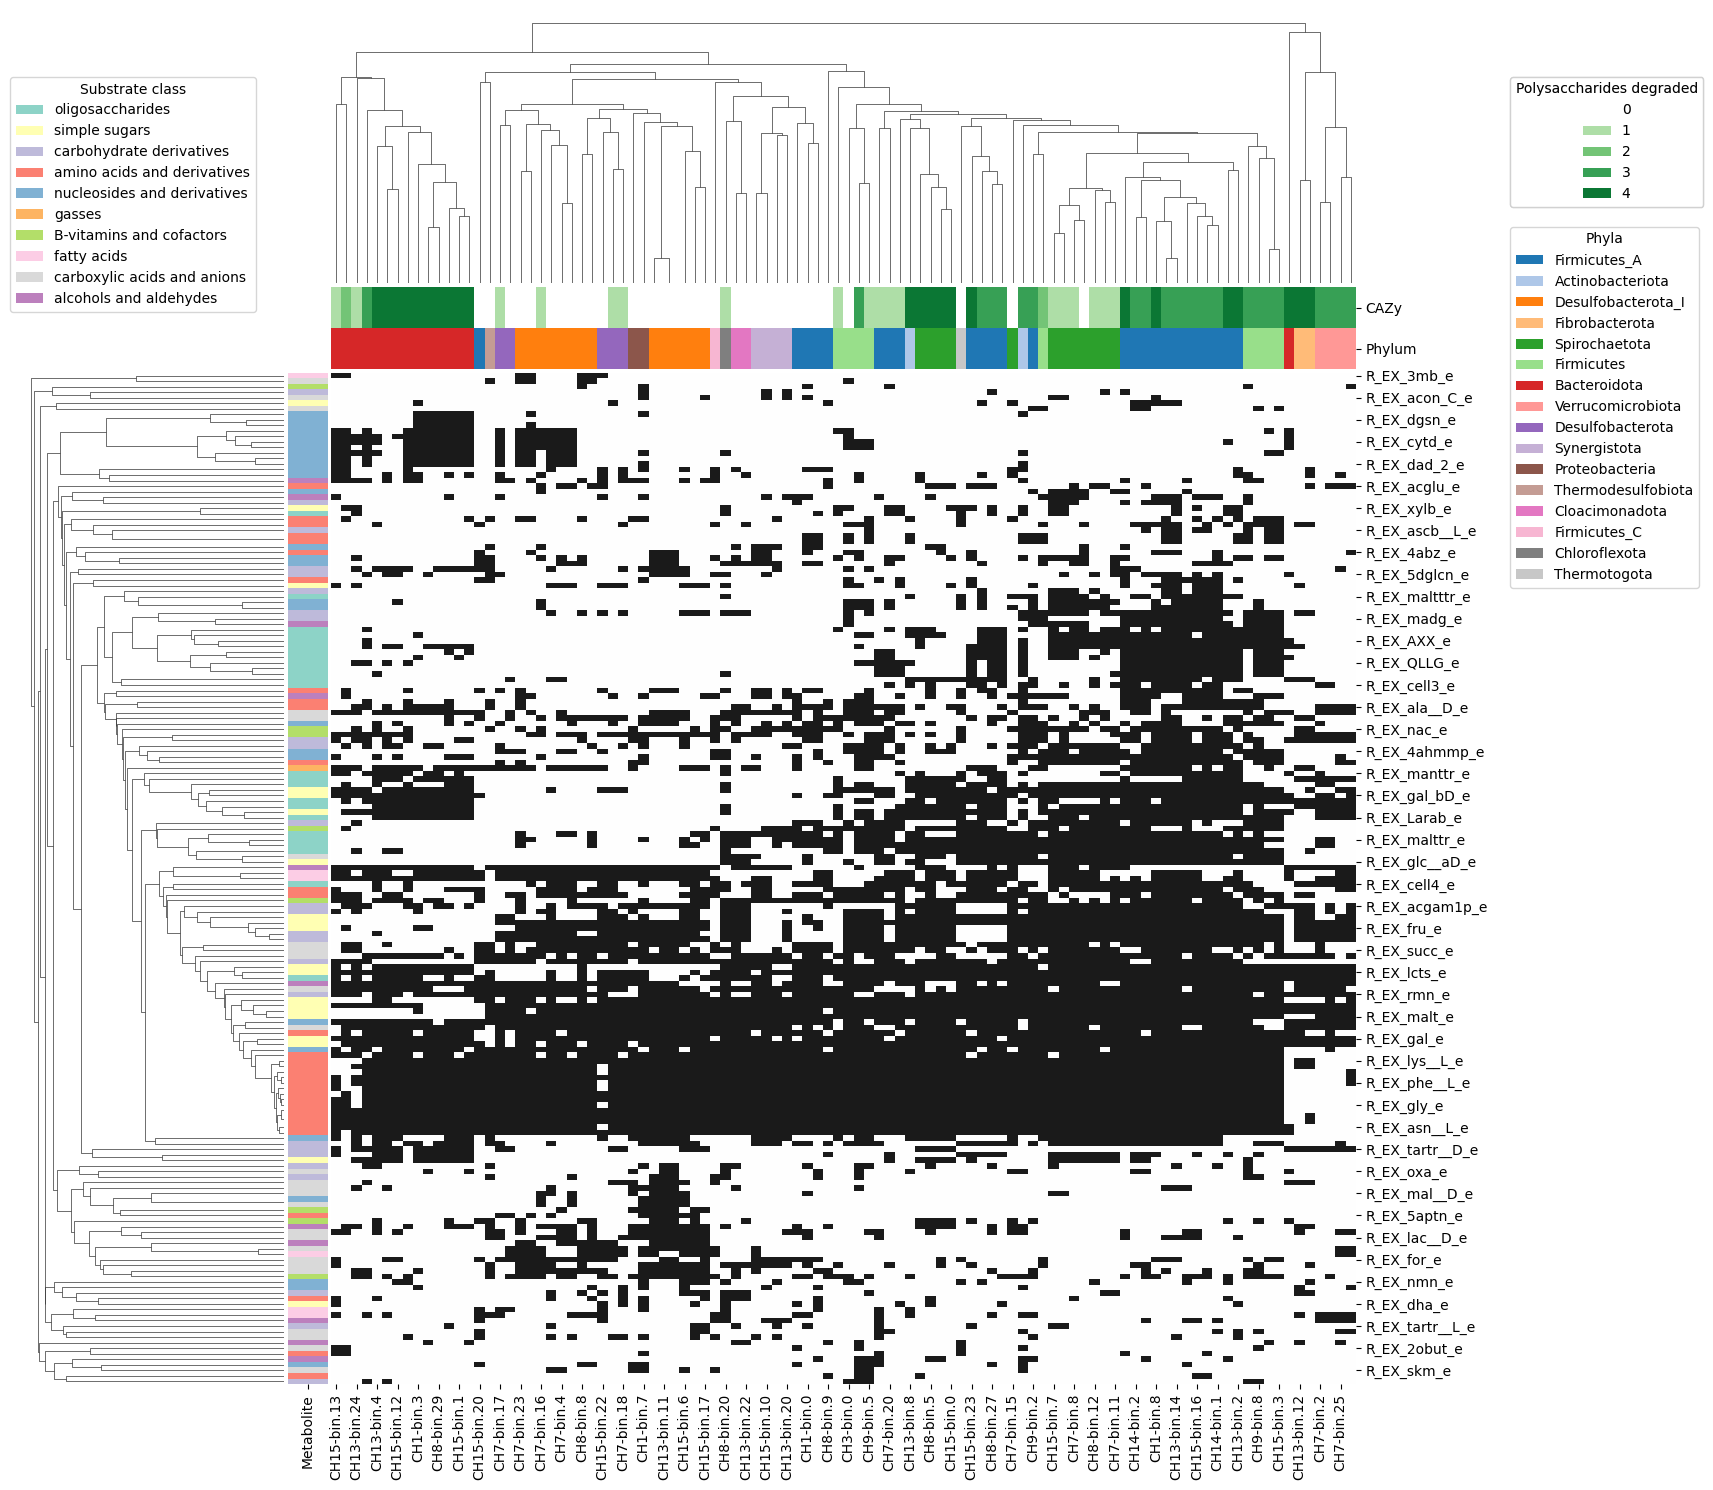 Substrate class
oligosaccharides
simple sugars
carbohydrate derivatives
amino acids and derivatives
nucleosides and derivatives
gasses
B-vitamins and cofactors
fatty acids
carboxylic acids and anions
alcohols and aldehydes
Polysaccharides degraded
0
1
2
3
4
Phyla
Firmicutes_A
Actinobacteriota
Desulfobacterota_I
Fibrobacterota
Spirochaetota
Firmicutes
Bacteroidota
Verrucomicrobiota
Desulfobacterota
Synergistota
Proteobacteria
Thermodesulfobiota
Cloacimonadota
Firmicutes_C
Chloroflexota
Thermotogota
CAZy
Phylum
R_EX_3mb_e
R_EX_acon_C_e
R_EX_dgsn_e
R_EX_cytd_e
R_EX_dad_2_e
R_EX_acglu_e
R_EX_xylb_e
R_EX_ascb__L_e
R_EX_4abz_e
R_EX_5dglcn_e
R_EX_maltttr_e
R_EX_madg_e
R_EX_AXX_e
R_EX_QLLG_e
R_EX_cell3_e
R_EX_ala__D_e
R_EX_nac_e
R_EX_4ahmmp_e
R_EX_manttr_e
R_EX_gal_bD_e
R_EX_Larab_e
R_EX_malttr_e
R_EX_glc__aD_e
R_EX_cell4_e
R_EX_acgam1p_e
R_EX_fru_e
R_EX_succ_e
R_EX_lcts_e
R_EX_rmn_e
R_EX_malt_e
R_EX_gal_e
R_EX_lys__L_e
R_EX_phe__L_e
R_EX_gly_e
R_EX_asn__L_e
R_EX_tartr__D_e
R_EX_oxa_e
R_EX_mal__D_e
R_EX_5aptn_e
R_EX_lac__D_e
R_EX_for_e
R_EX_nmn_e
R_EX_dha_e
R_EX_tartr__L_e
R_EX_2obut_e
R_EX_skm_e
Metabolite
CH15-bin.13
CH13-bin.24
CH13-bin.4
CH15-bin.12
CH1-bin.3
CH8-bin.29
CH15-bin.1
CH15-bin.20
CH7-bin.17
CH7-bin.23
CH7-bin.16
CH7-bin.4
CH8-bin.8
CH15-bin.22
CH7-bin.18
CH1-bin.7
CH13-bin.11
CH15-bin.6
CH15-bin.17
CH8-bin.20
CH13-bin.22
CH15-bin.10
CH13-bin.20
CH1-bin.0
CH8-bin.9
CH3-bin.0
CH9-bin.5
CH7-bin.20
CH13-bin.8
CH8-bin.5
CH15-bin.0
CH15-bin.23
CH8-bin.27
CH7-bin.15
CH9-bin.2
CH15-bin.7
CH7-bin.8
CH8-bin.12
CH7-bin.11
CH14-bin.2
CH1-bin.8
CH13-bin.14
CH15-bin.16
CH14-bin.1
CH13-bin.2
CH9-bin.8
CH15-bin.3
CH13-bin.12
CH7-bin.2
CH7-bin.25